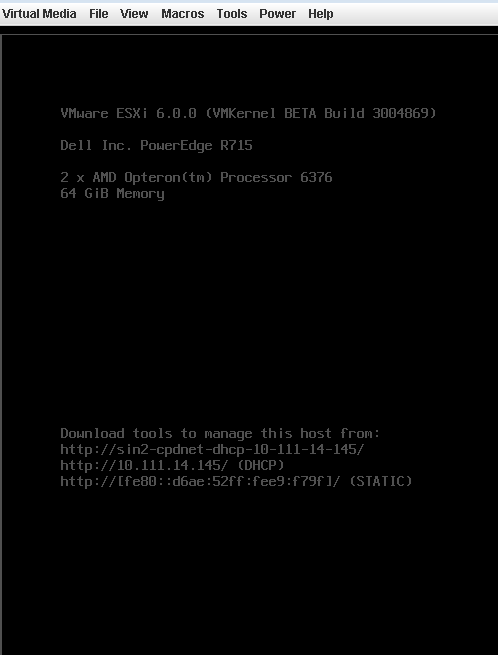 Virtual Media File View Macros Tools Power Help
VMware ESXi 6.0.0 (VMKernel BETA Build 3004869)
Dell Inc. PowerEdge R715
2 x AMD Opteron(tm) Processor 6376
64 GiB Memory
Download tools to manage this host from:
http://sin2-cpdnet-dhcp-10-111-14-145/
http://10.111.14.145/ (DHCP)
http://[fe80::d6ae:52ff:fee9:f79f]/ (STATIC)